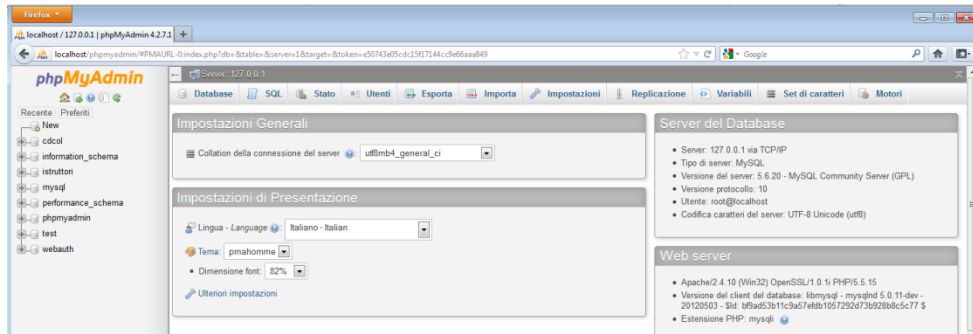 Firefox
localhost / 127.0.0.1 | phpMyAdmin 4.2.7.1
localhost/phpmyadmin/#PMAURL-0:index.php?db=&table=&server=1&target=&token=e50743e05cdc15f17144cc9e66aaa849
Google
phpMyAdmin
Recente Preferiti
New
cdcol
information_schema
istruttori
mysql
performance_schema
phpmyadmin
test
webauth
Server: 127.0.0.1
Database SQL Stato Utenti Esporta Importa Impostazioni Replicazione Variabili Set di caratteri Motori
Impostazioni Generali
Collation della connessione del server : utf8mb4_general_ci
Impostazioni di Presentazione
Lingua - Language : Italiano - Italian
Tema: pmahomme
• Dimensione font: 82%
Ulteriori impostazioni
Server del Database
• Server: 127.0.0.1 via TCP/IP
• Tipo di server: MySQL
• Versione del server: 5.6.20 - MySQL Community Server (GPL)
• Versione protocollo: 10
• Utente: root@localhost
• Codifica caratteri del server: UTF-8 Unicode (utf8)
Web server
• Apache/2.4.10 (Win32) OpenSSL/1.0.1i PHP/5.5.15
• Versione del client del database: libmysql - mysqlnd 5.0.11-dev -
20120503 - $Id: bf9ad53b11c9a57efdb1057292d73b928b8c5c77 $
• Estensione PHP: mysqli